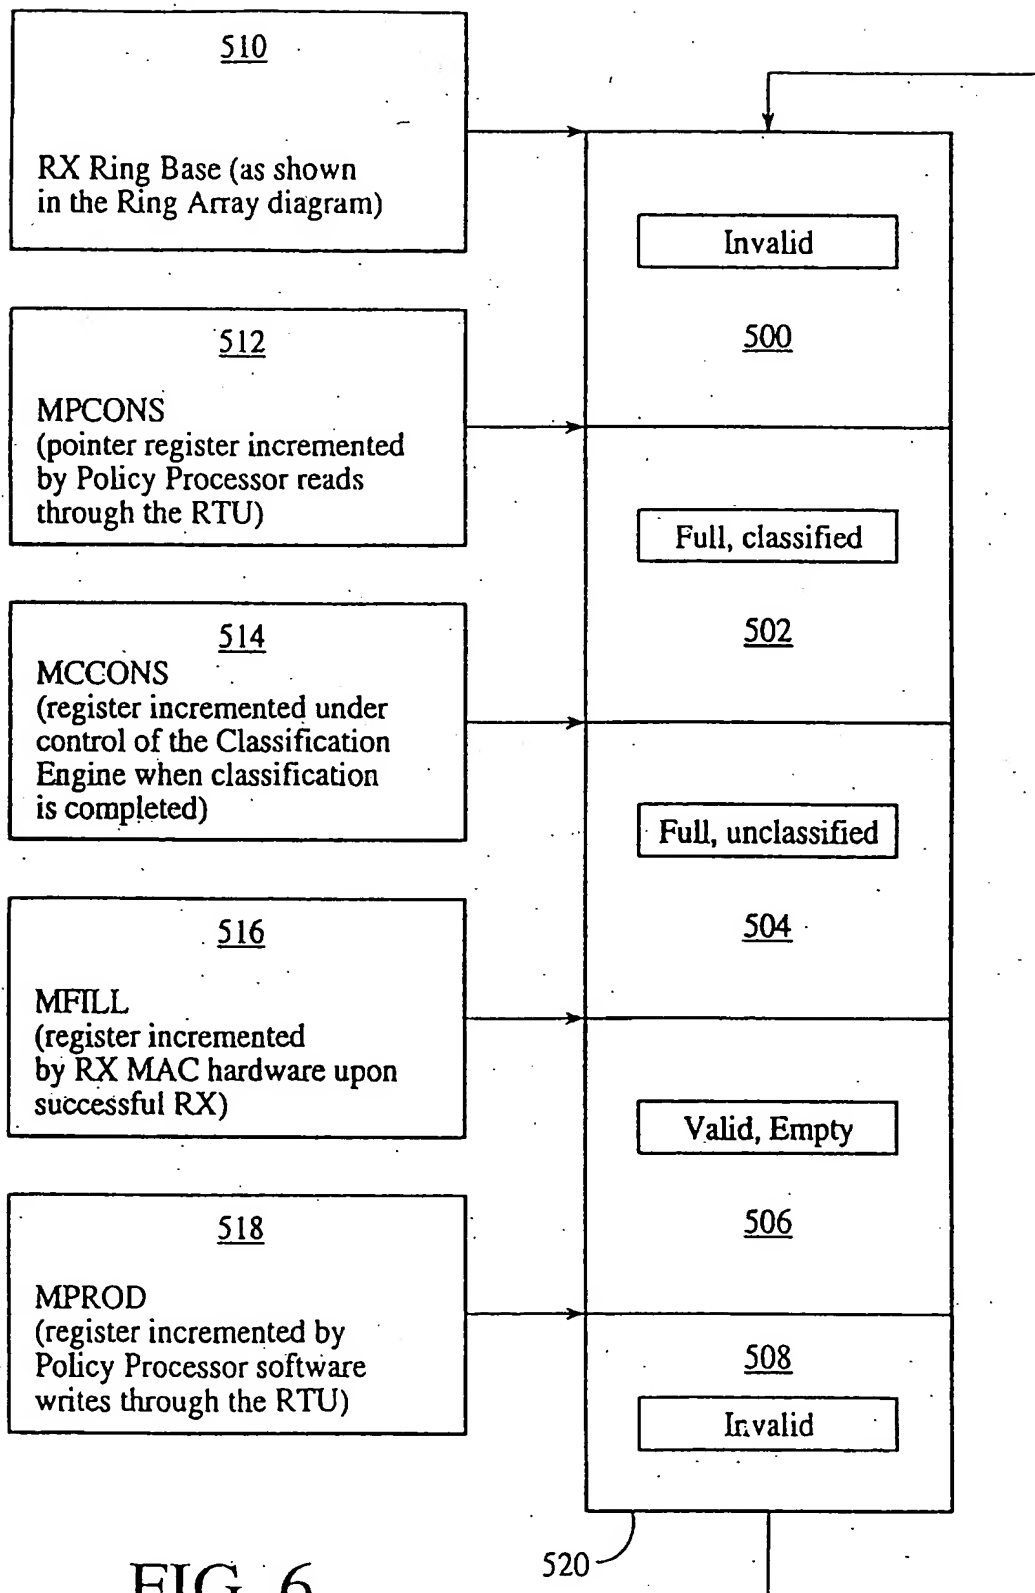 510
RX Ring Base (as shown
in the Ring Array diagram)
512
MPCONS
(pointer register incremented
by Policy Processor reads
through the RTU)
514
MCCONS
(register incremented under
control of the Classification
Engine when classification
is completed)
516
MFILL
(register incremented
by RX MAC hardware upon
successful RX)
518
MPROD
(register incremented by
Policy Processor software
writes through the RTU)
Invalid
500
Full, classified
502
Full, unclassified
504
Valid, Empty
506
508
Invalid
520
FIG. 6